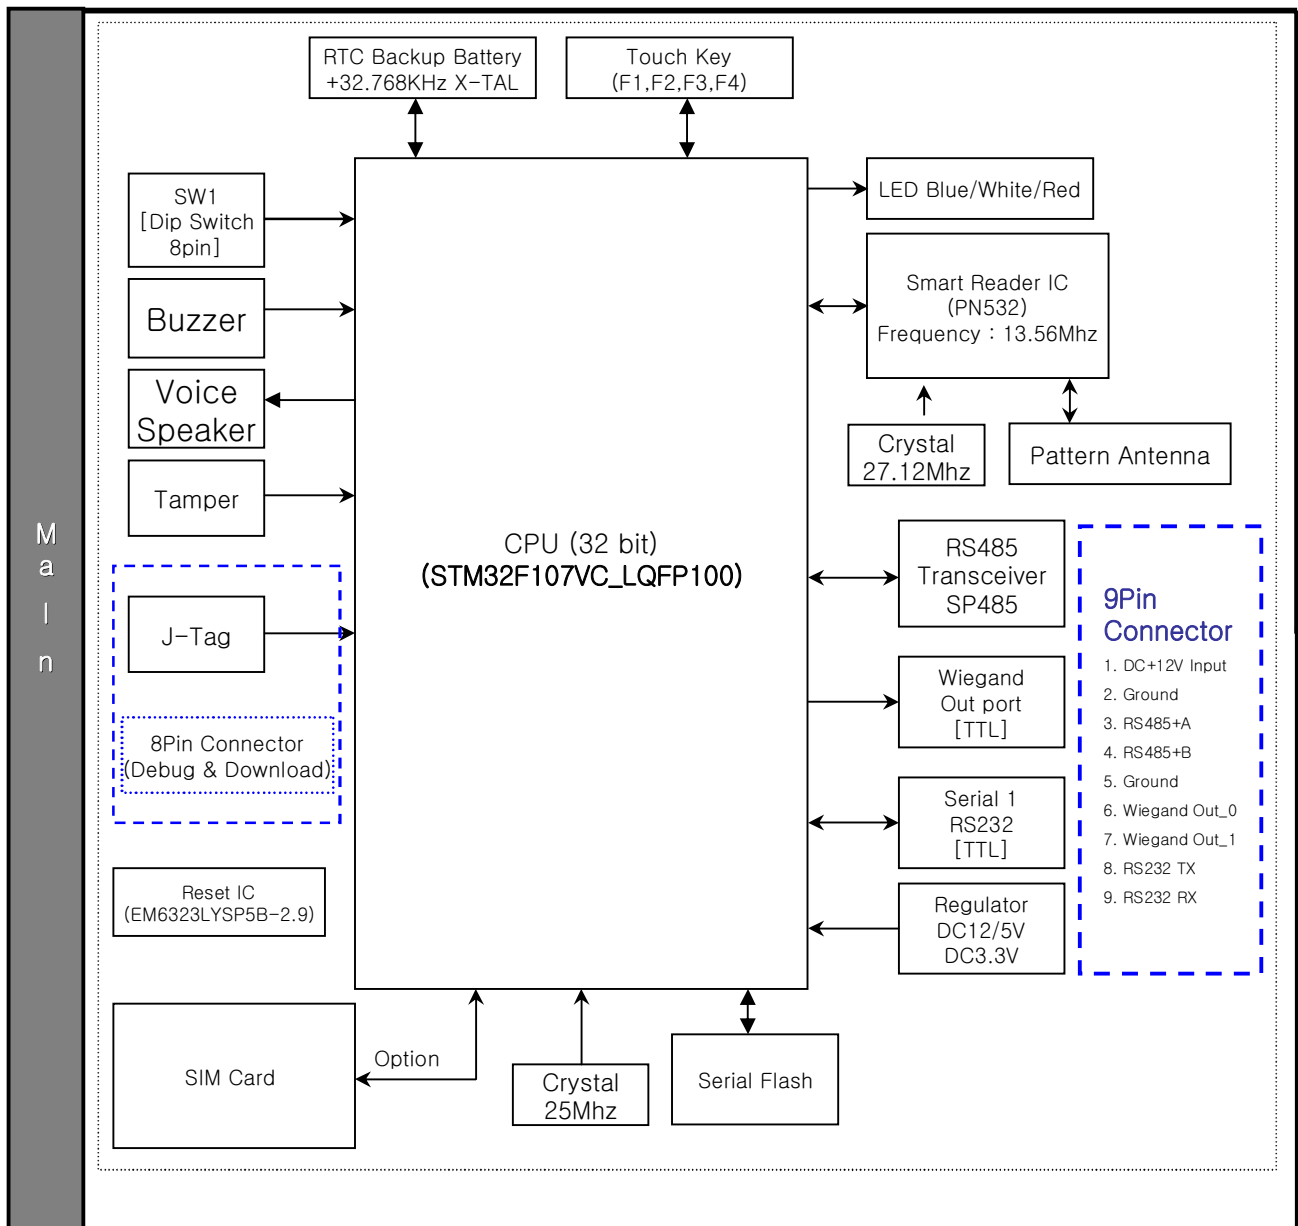 M
a
I
n
RTC Backup Battery
+32.768KHz X-TAL
Touch Key
(F1,F2,F3,F4)
SW1
[Dip Switch
8pin]
Buzzer
Voice
Speaker
Tamper
J-Tag
8Pin Connector
(Debug & Download)
Reset IC
(EM6323LYSP5B-2.9)
SIM Card
Option
CPU (32 bit)
(STM32F107VC_LQFP100)
Crystal
25Mhz
Serial Flash
LED Blue/White/Red
Smart Reader IC
(PN532)
Frequency : 13.56Mhz
Crystal
27.12Mhz
Pattern Antenna
RS485
Transceiver
SP485
Wiegand
Out port
[TTL]
Serial 1
RS232
[TTL]
Regulator
DC12/5V
DC3.3V
9Pin
Connector
1. DC+12V Input
2. Ground
3. RS485+A
4. RS485+B
5. Ground
6. Wiegand Out_0
7. Wiegand Out_1
8. RS232 TX
9. RS232 RX